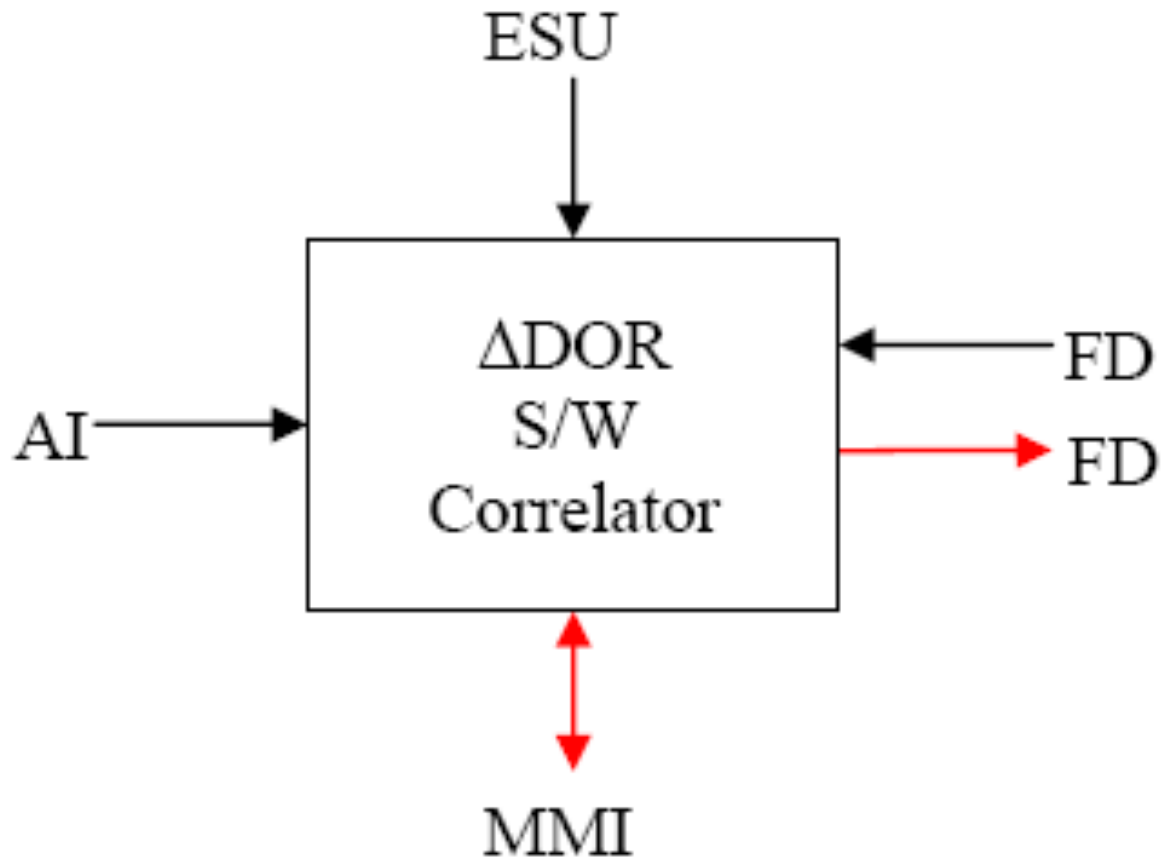 ESU
ΔDOR
S/W
Correlator
AI
FD
FD
MMI